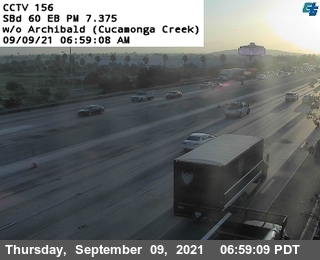 CCTV 156
SBd 60 EB PM 7.375
w/o Archibald (Cucamonga Creek)
09/09/21 06:59:08 AM
Thursday, September 09, 2021 06:59:09 PDT